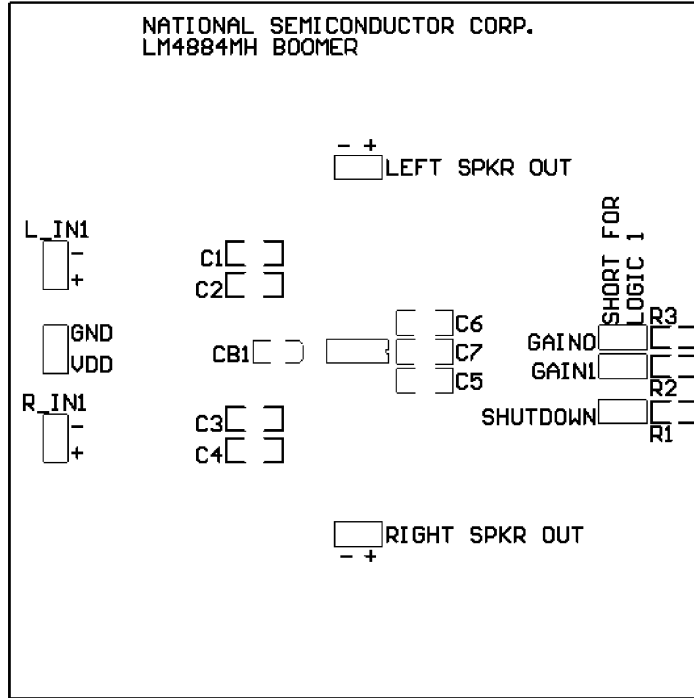 NATIONAL SEMICONDUCTOR CORP.
LM4884MH BOOMER
- +
LEFT SPKR OUT
L_IN1
-
+
C1
C2
SHORT FOR
LOGIC 1
GND
VDD
CB1
C6
C7
C5
GAIN0
R3
GAIN1
R2
SHUTDOWN
R1
R_IN1
-
+
C3
C4
RIGHT SPKR OUT
- +